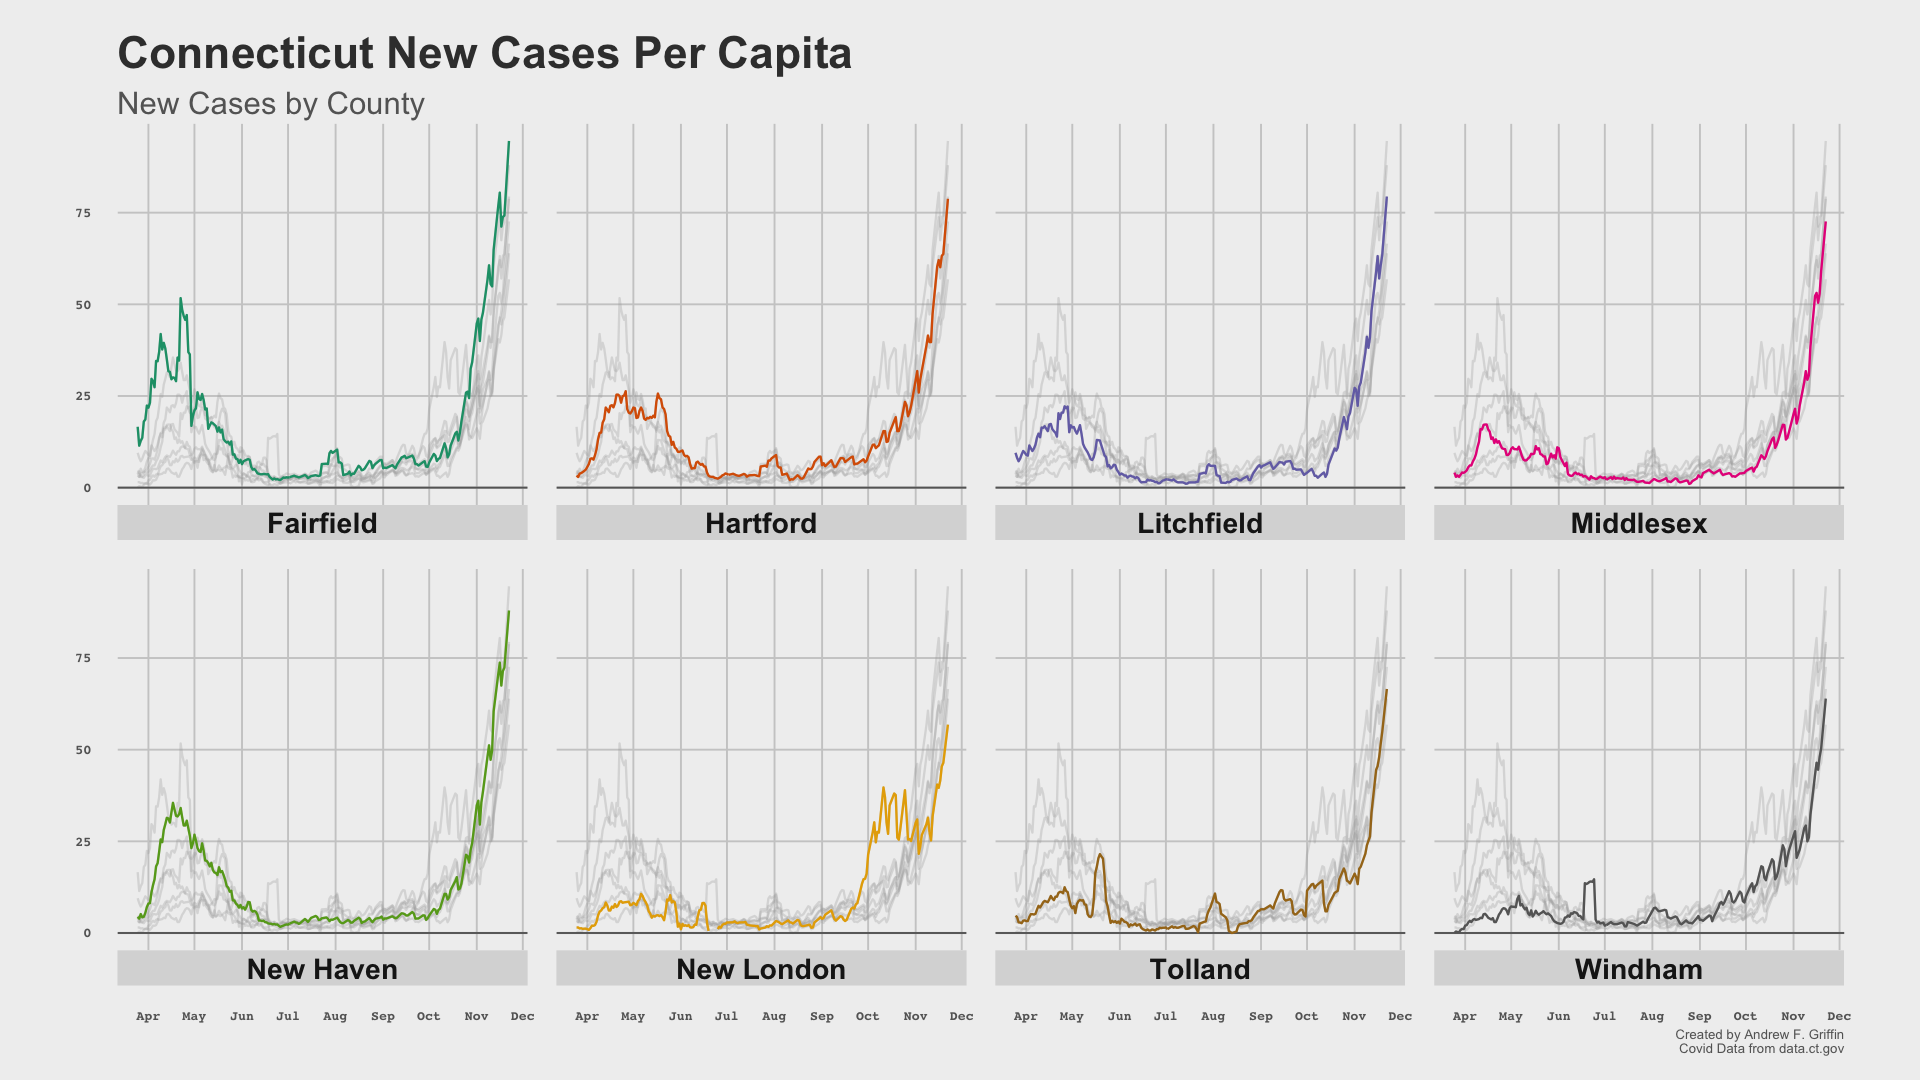 Connecticut New Cases Per Capita
New Cases by County
75
50
25
0
Fairfield Hartford Litchfield Middlesex
75
50
25
0
New Haven New London Tolland Windham
Apr May Jun Jul Aug Sep Oct Nov Dec Apr May Jun Jul Aug Sep Oct Nov Dec Apr May Jun Jul Aug Sep Oct Nov Dec Apr May Jun Jul Aug Sep Oct Nov Dec
Created by Andrew F. Griffin
Covid Data from data.ct.gov